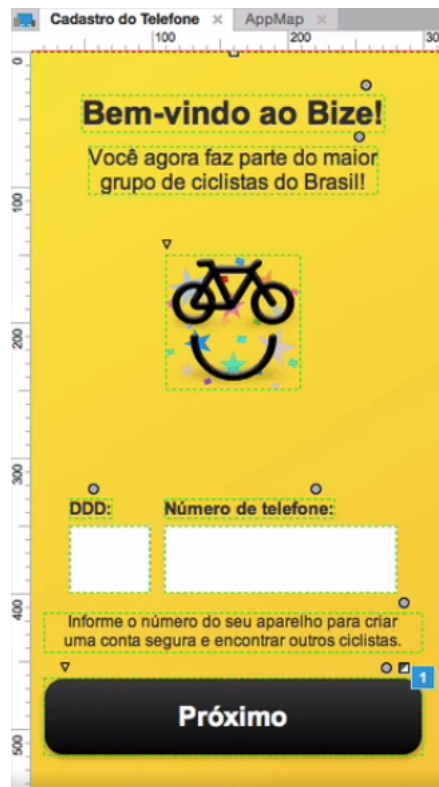 Cadastro do Telefone × AppMap ×
100 200 300
0
Bem-vindo ao Bize!
Você agora faz parte do maior
grupo de ciclistas do Brasil!
100
200
300
DDD: Número de telefone:
400
Informe o número do seu aparelho para criar
uma conta segura e encontrar outros ciclistas.
1
Próximo
500